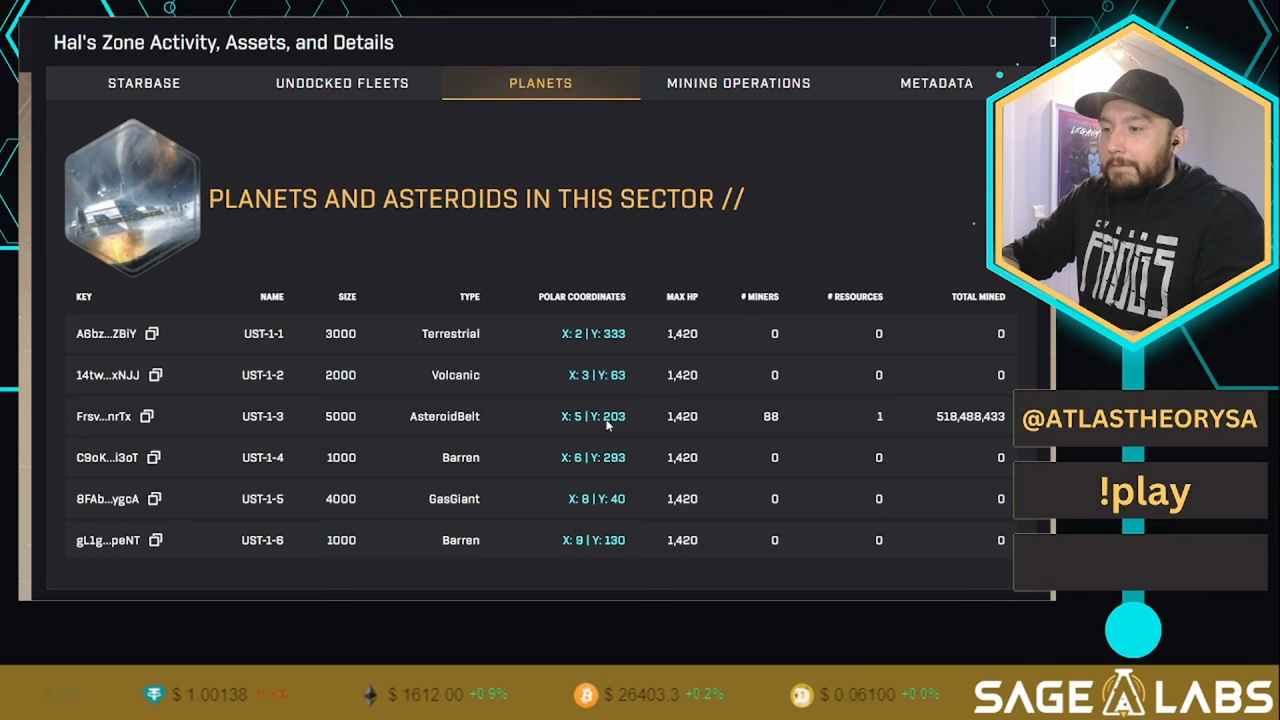 Hal's Zone Activity, Assets, and Details
STARBASE UNDOCKED FLEETS PLANETS MINING OPERATIONS METADATA
PLANETS AND ASTEROIDS IN THIS SECTOR //
KEY NAME SIZE TYPE POLAR COORDINATES MAX HP # MINERS # RESOURCES TOTAL MINED
A6bz...ZBiY UST-1-1 3000 Terrestrial X: 2 | Y: 333 1,420 0 0 0
14tw...xNJJ UST-1-2 2000 Volcanic X: 3 | Y: 63 1,420 0 0 0
Frsv...nrTx UST-1-3 5000 AsteroidBelt X: 5 | Y: 203 1,420 88 1 518,488,433
C9oK...i3oT UST-1-4 1000 Barren X: 6 | Y: 293 1,420 0 0 0
8FAb...ygcA UST-1-5 4000 GasGiant X: 8 | Y: 40 1,420 0 0 0
gL1g...peNT UST-1-6 1000 Barren X: 9 | Y: 130 1,420 0 0 0
FROGS
@ATLASTHEORYSA
!play
$ 1.00138 $ 1612.00 +0.9% $ 26403.3 +0.2% $ 0.06100 +0.0%
SAGE LABS